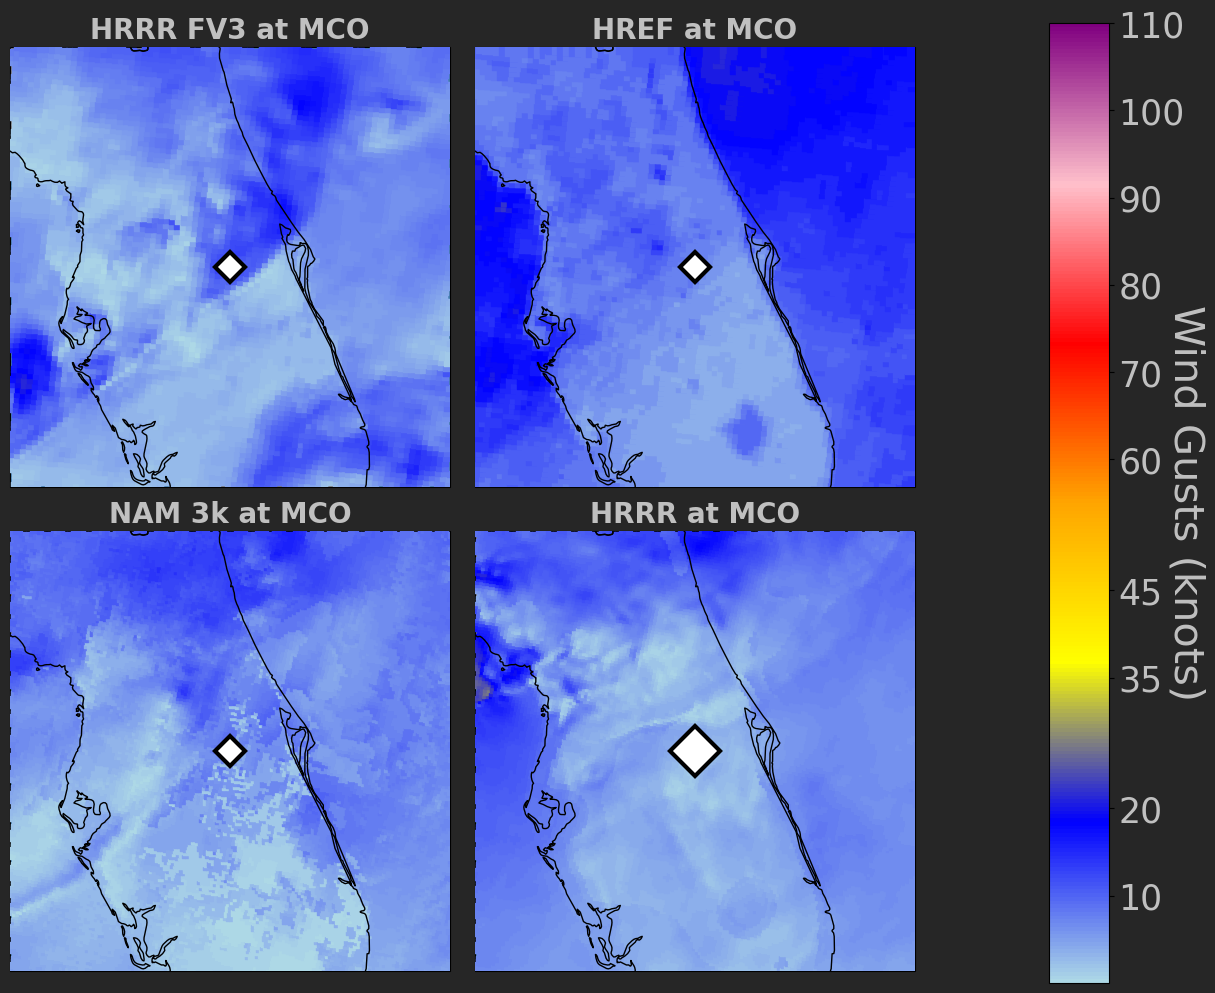 HRRR FV3 at MCO
HREF at MCO
NAM 3k at MCO
HRRR at MCO
110
100
90
80
70
60
45
35
20
10
Wind Gusts (knots)